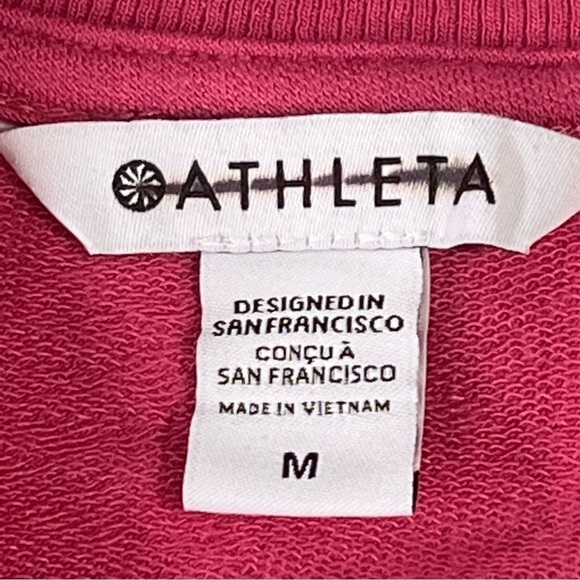 ATHLETA
DESIGNED IN
SAN FRANCISCO
CONÇU À
SAN FRANCISCO
MADE IN VIETNAM
M